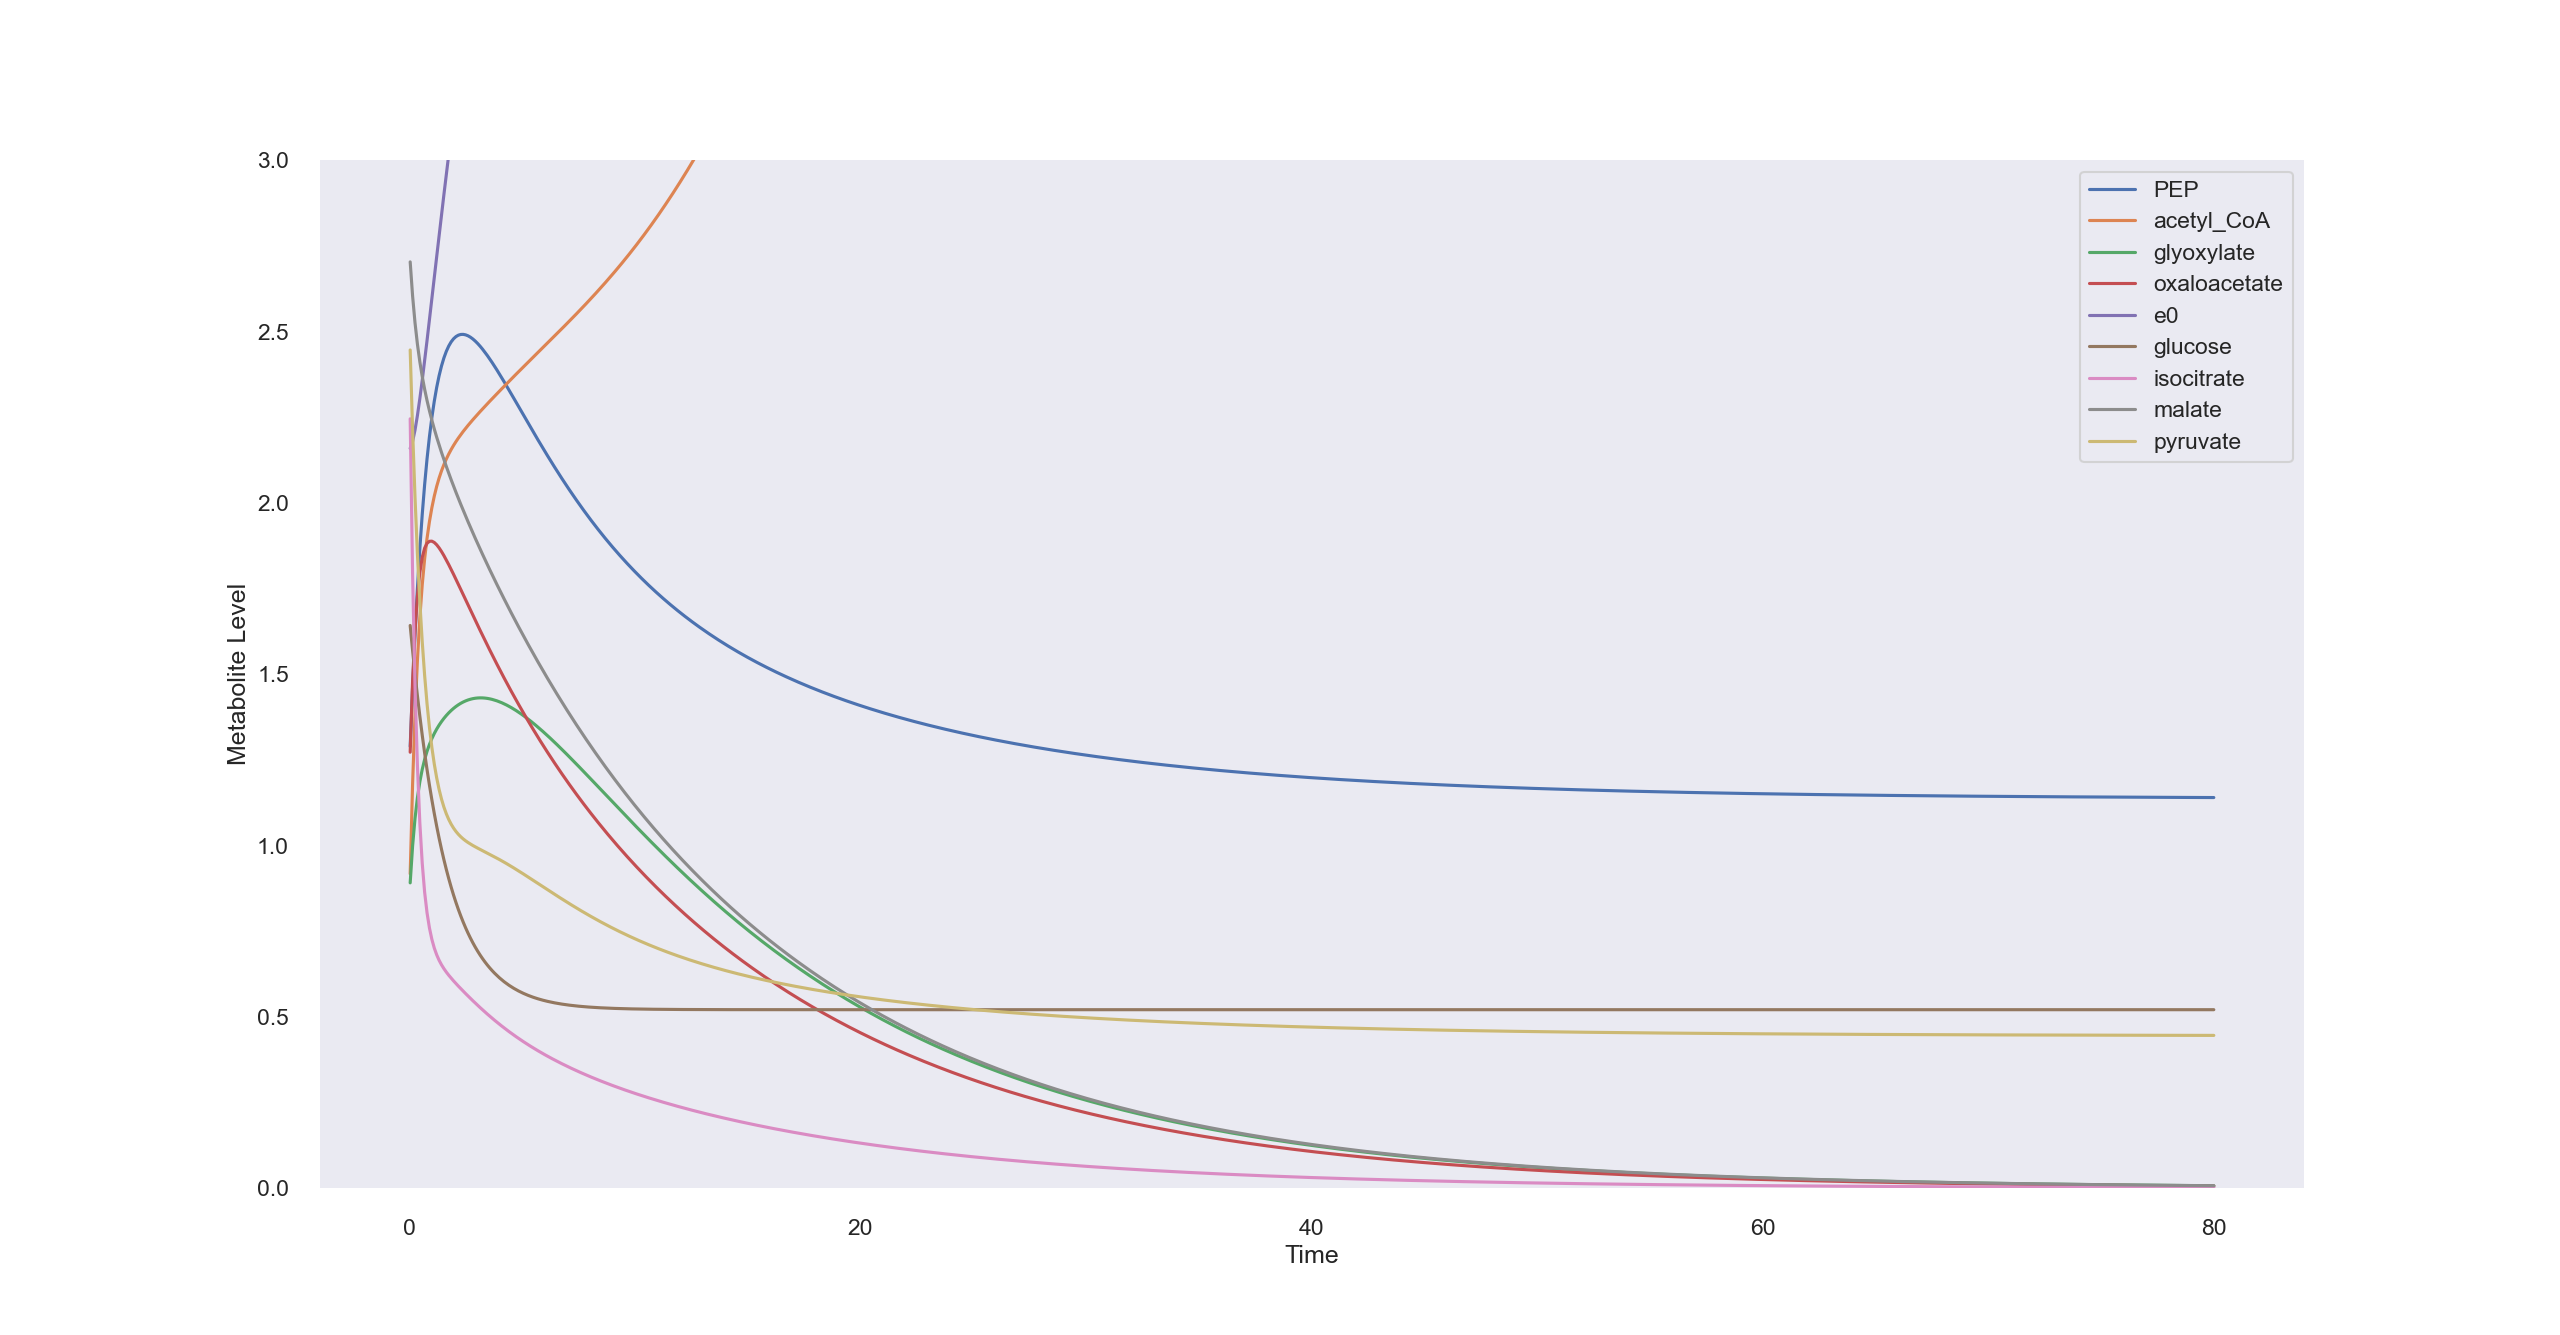 3.0
2.5
2.0
1.5
1.0
0.5
0.0
Metabolite Level
0 20 40 60 80
Time
PEP
acetyl_CoA
glyoxylate
oxaloacetate
e0
glucose
isocitrate
malate
pyruvate